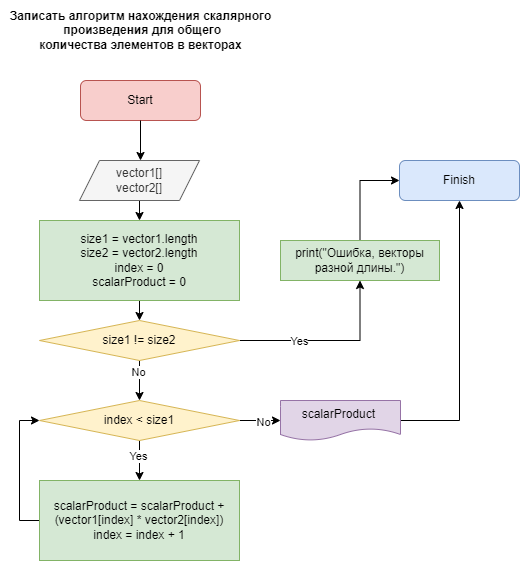 Записать алгоритм нахождения скалярного
произведения для общего
количества элементов в векторах
Start
vector1[]
vector2[]
Finish
size1 = vector1.length
size2 = vector2.length
index = 0
scalarProduct = 0
print("Ошибка, векторы
разной длины.")
size1 != size2
Yes
No
index < size1
No
scalarProduct
Yes
scalarProduct = scalarProduct +
(vector1[index] * vector2[index])
index = index + 1